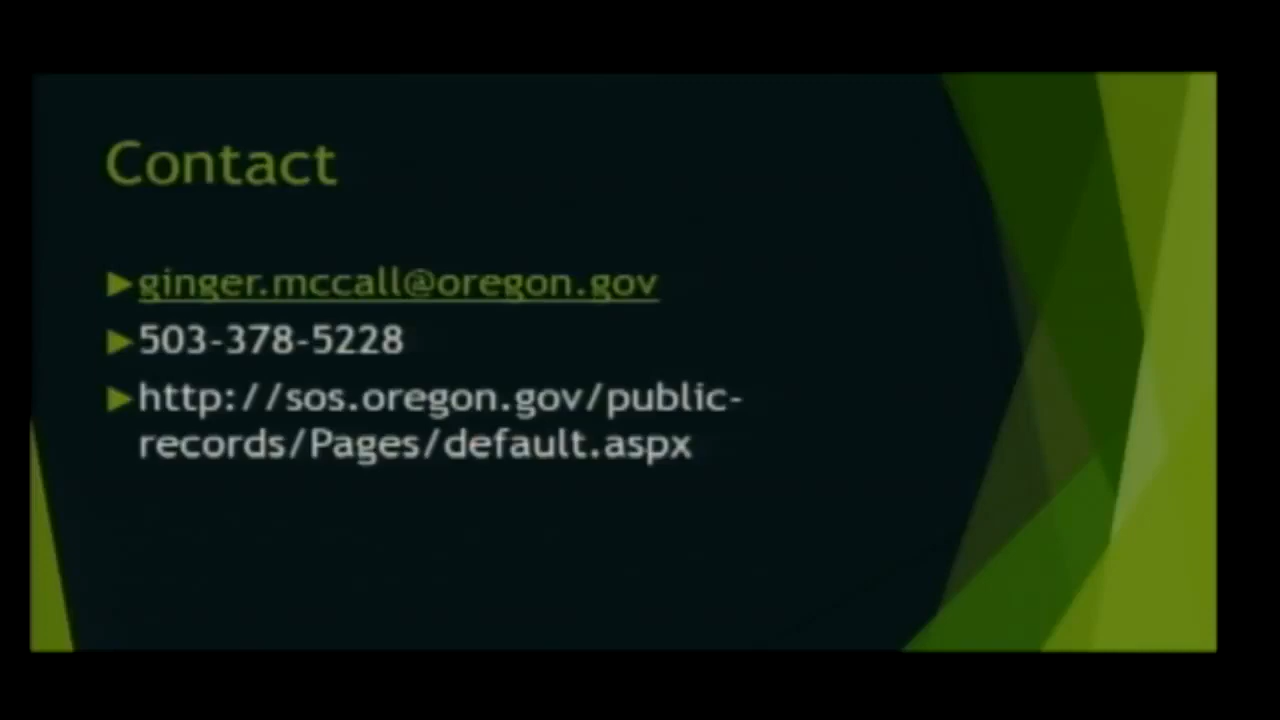 Contact
ginger.mccall@oregon.gov
503-378-5228
http://sos.oregon.gov/public-
records/Pages/default.aspx